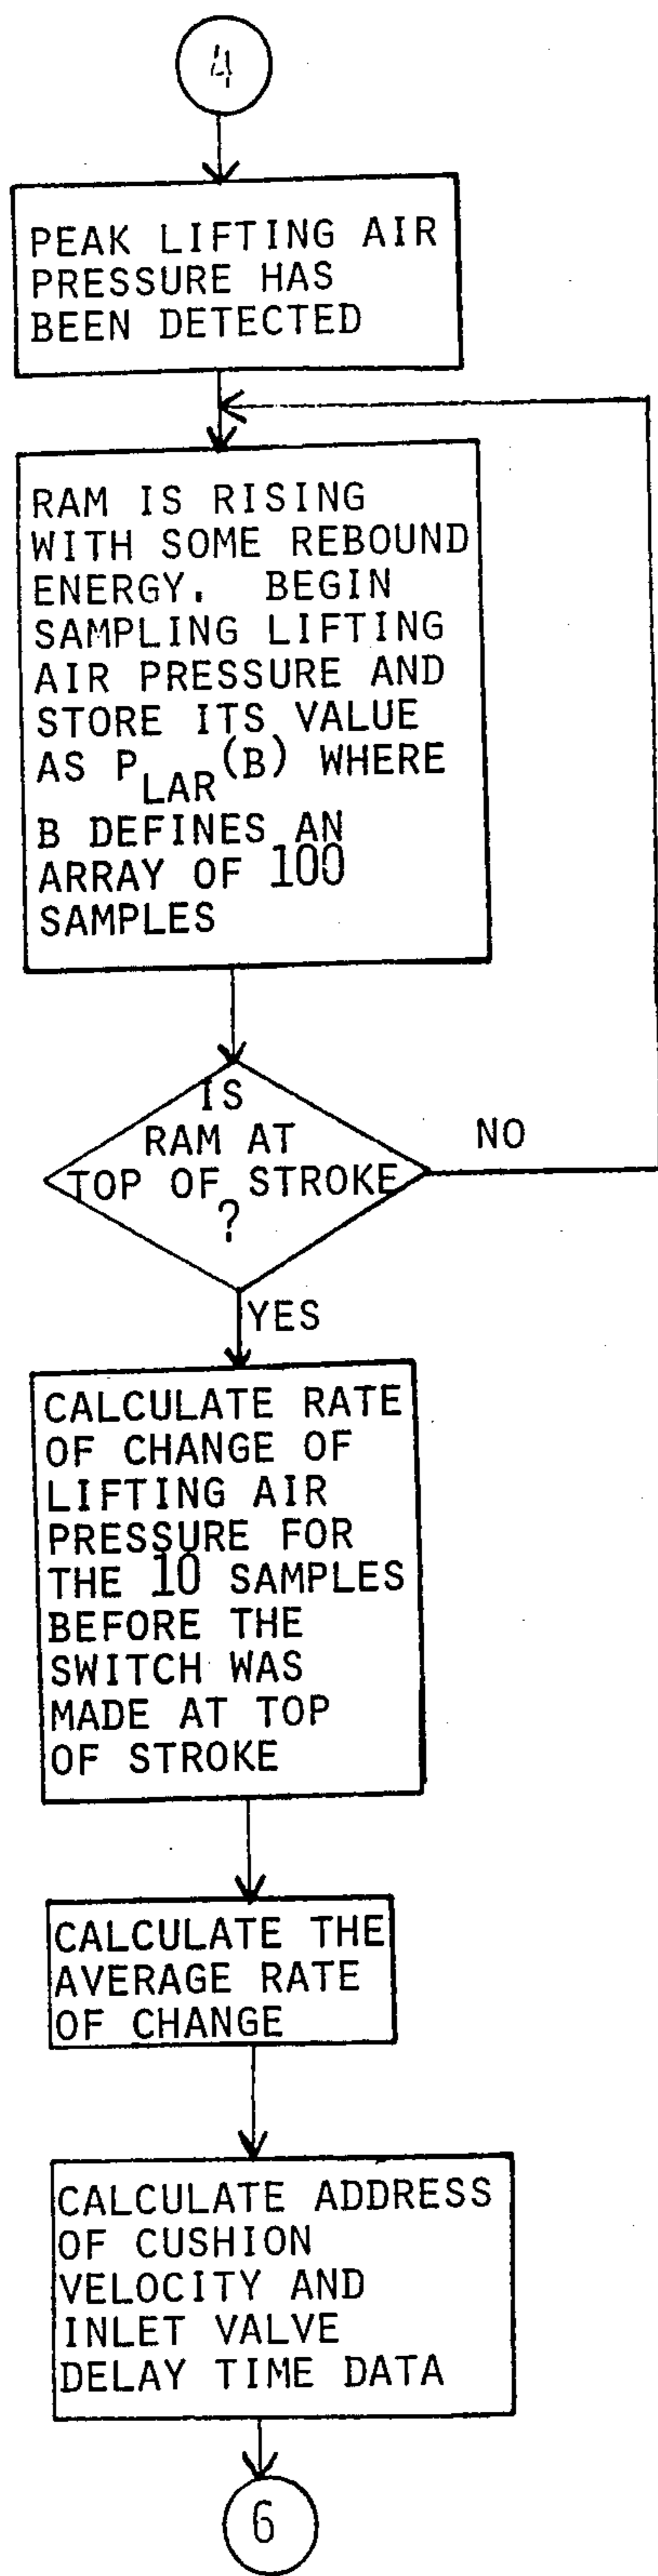 4
PEAK LIFTING AIR
PRESSURE HAS
BEEN DETECTED
RAM IS RISING
WITH SOME REBOUND
ENERGY. BEGIN
SAMPLING LIFTING
AIR PRESSURE AND
STORE ITS VALUE
AS P_LAR(B) WHERE
B DEFINES AN
ARRAY OF 100
SAMPLES
IS
RAM AT
TOP OF STROKE
?
NO
YES
CALCULATE RATE
OF CHANGE OF
LIFTING AIR
PRESSURE FOR
THE 10 SAMPLES
BEFORE THE
SWITCH WAS
MADE AT TOP
OF STROKE
CALCULATE THE
AVERAGE RATE
OF CHANGE
CALCULATE ADDRESS
OF CUSHION
VELOCITY AND
INLET VALVE
DELAY TIME DATA
6